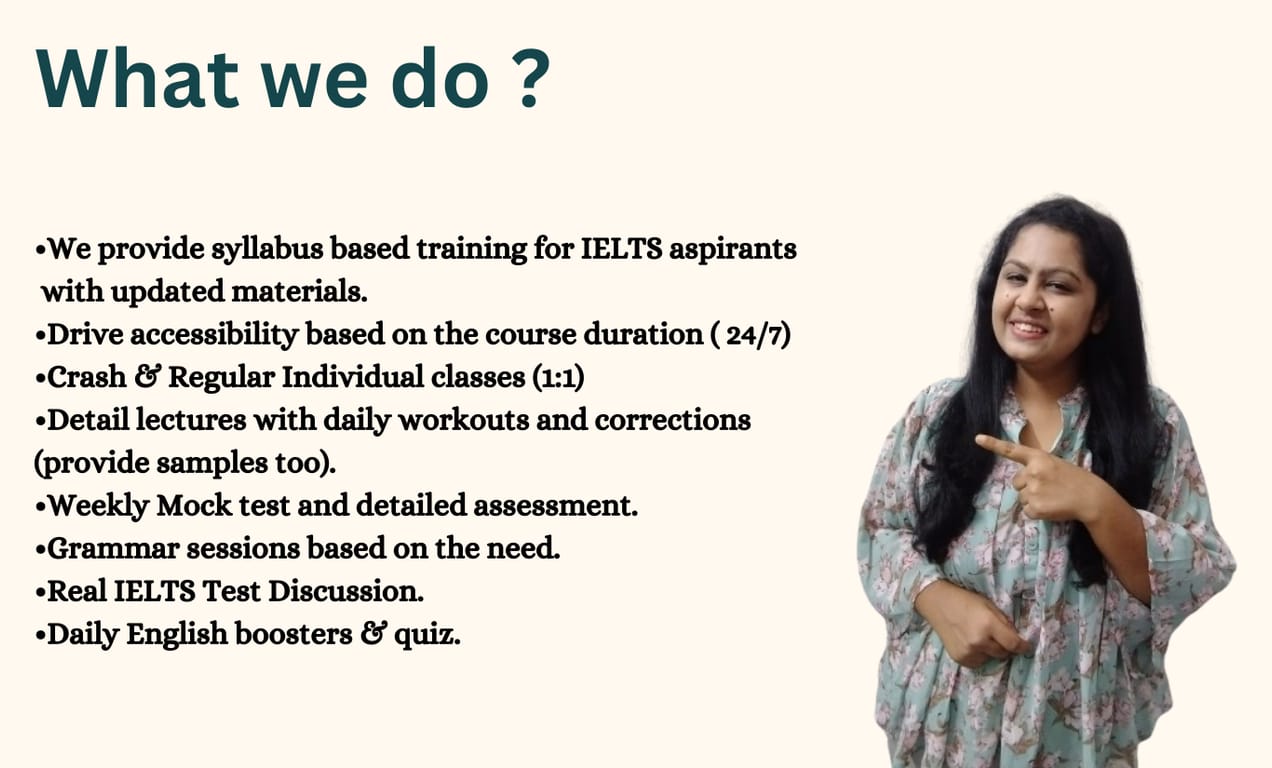 What we do ?
•We provide syllabus based training for IELTS aspirants
with updated materials.
•Drive accessibility based on the course duration ( 24/7)
•Crash & Regular Individual classes (1:1)
•Detail lectures with daily workouts and corrections
(provide samples too).
•Weekly Mock test and detailed assessment.
•Grammar sessions based on the need.
•Real IELTS Test Discussion.
•Daily English boosters & quiz.